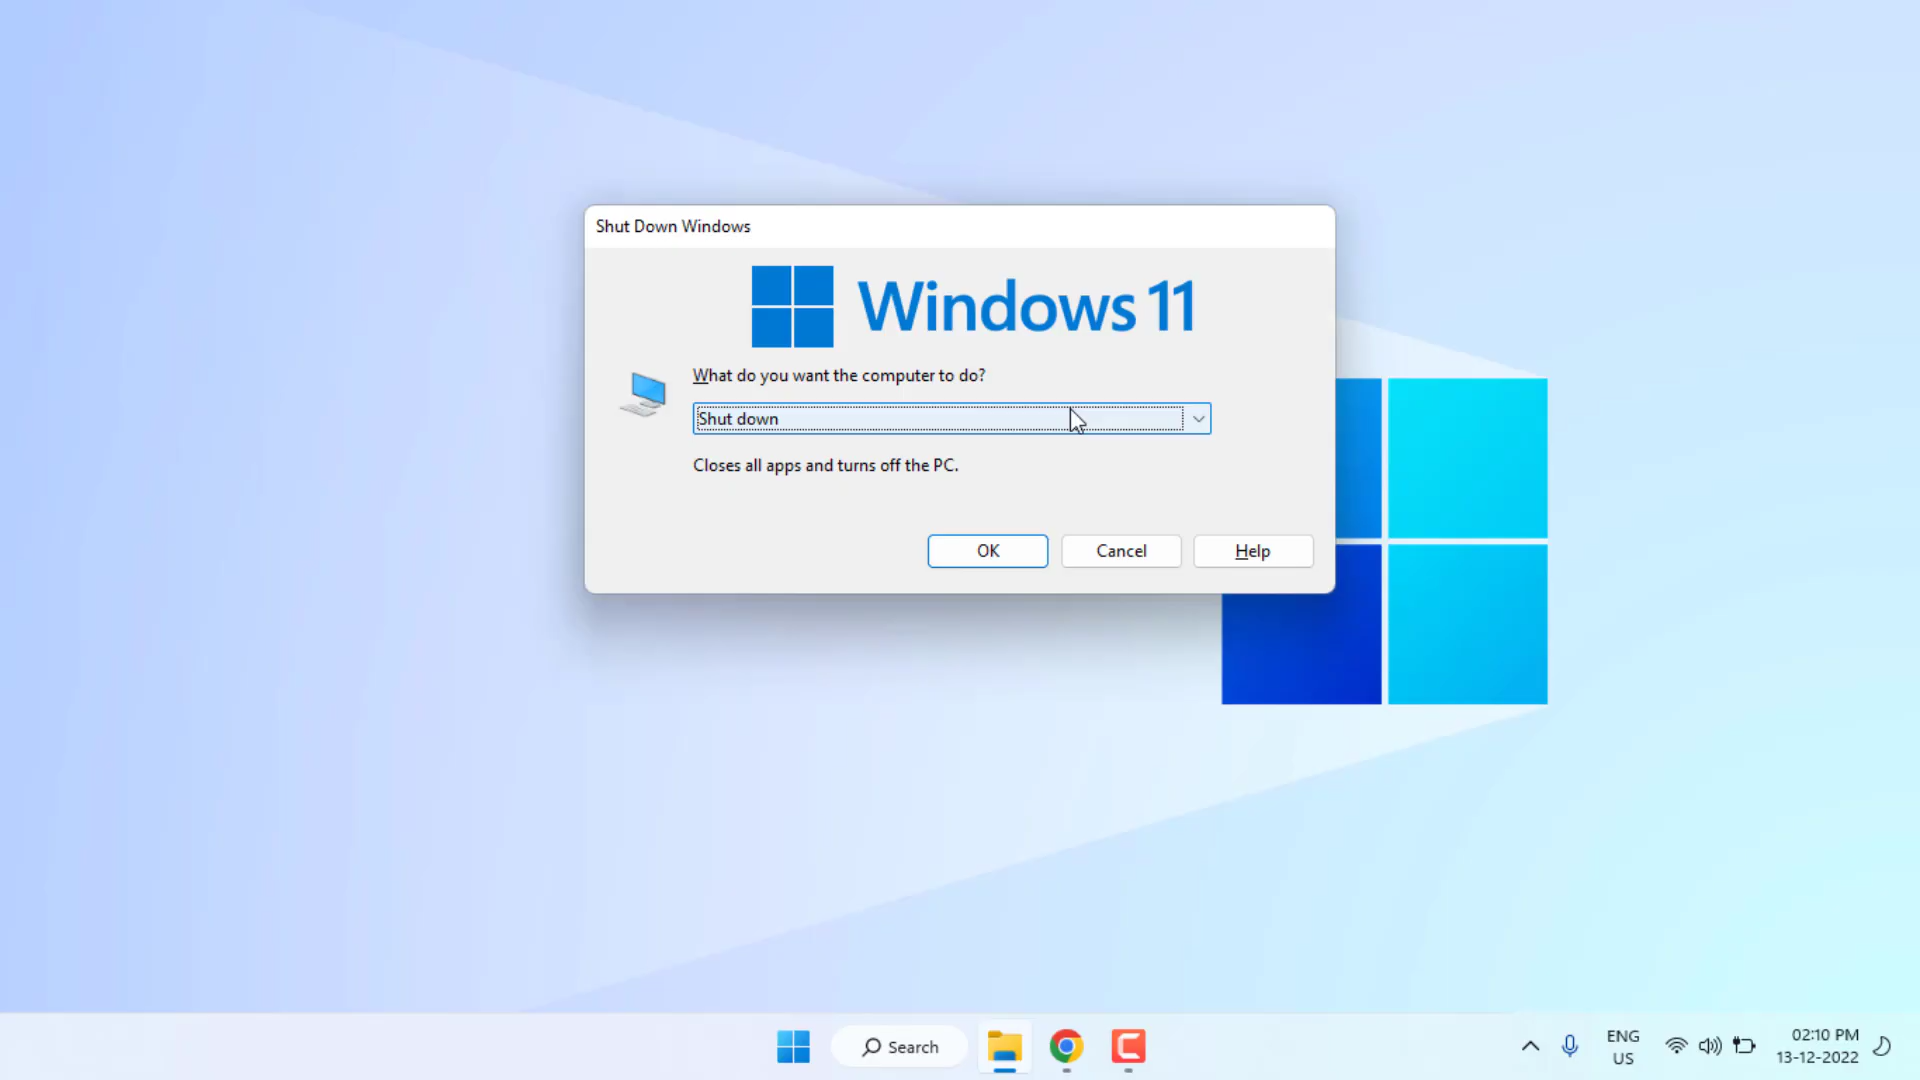 Shut Down Windows
Windows 11
What do you want the computer to do?
Shut down
Closes all apps and turns off the PC.
OK
Cancel
Help
Search
ENG
US
02:10 PM
13-12-2022